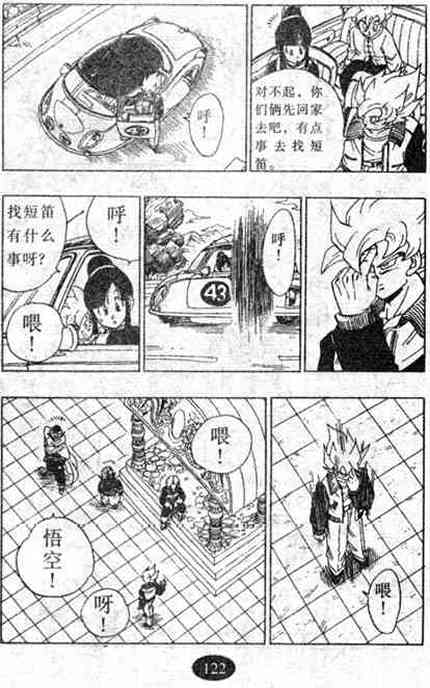 对不起，你
们俩先回家
去吧，有点
事去找短
笛。
呼！
呼！
呼！
找短笛
有什么
事呀？
喂！
喂！
喂！
悟空！
呀！
122